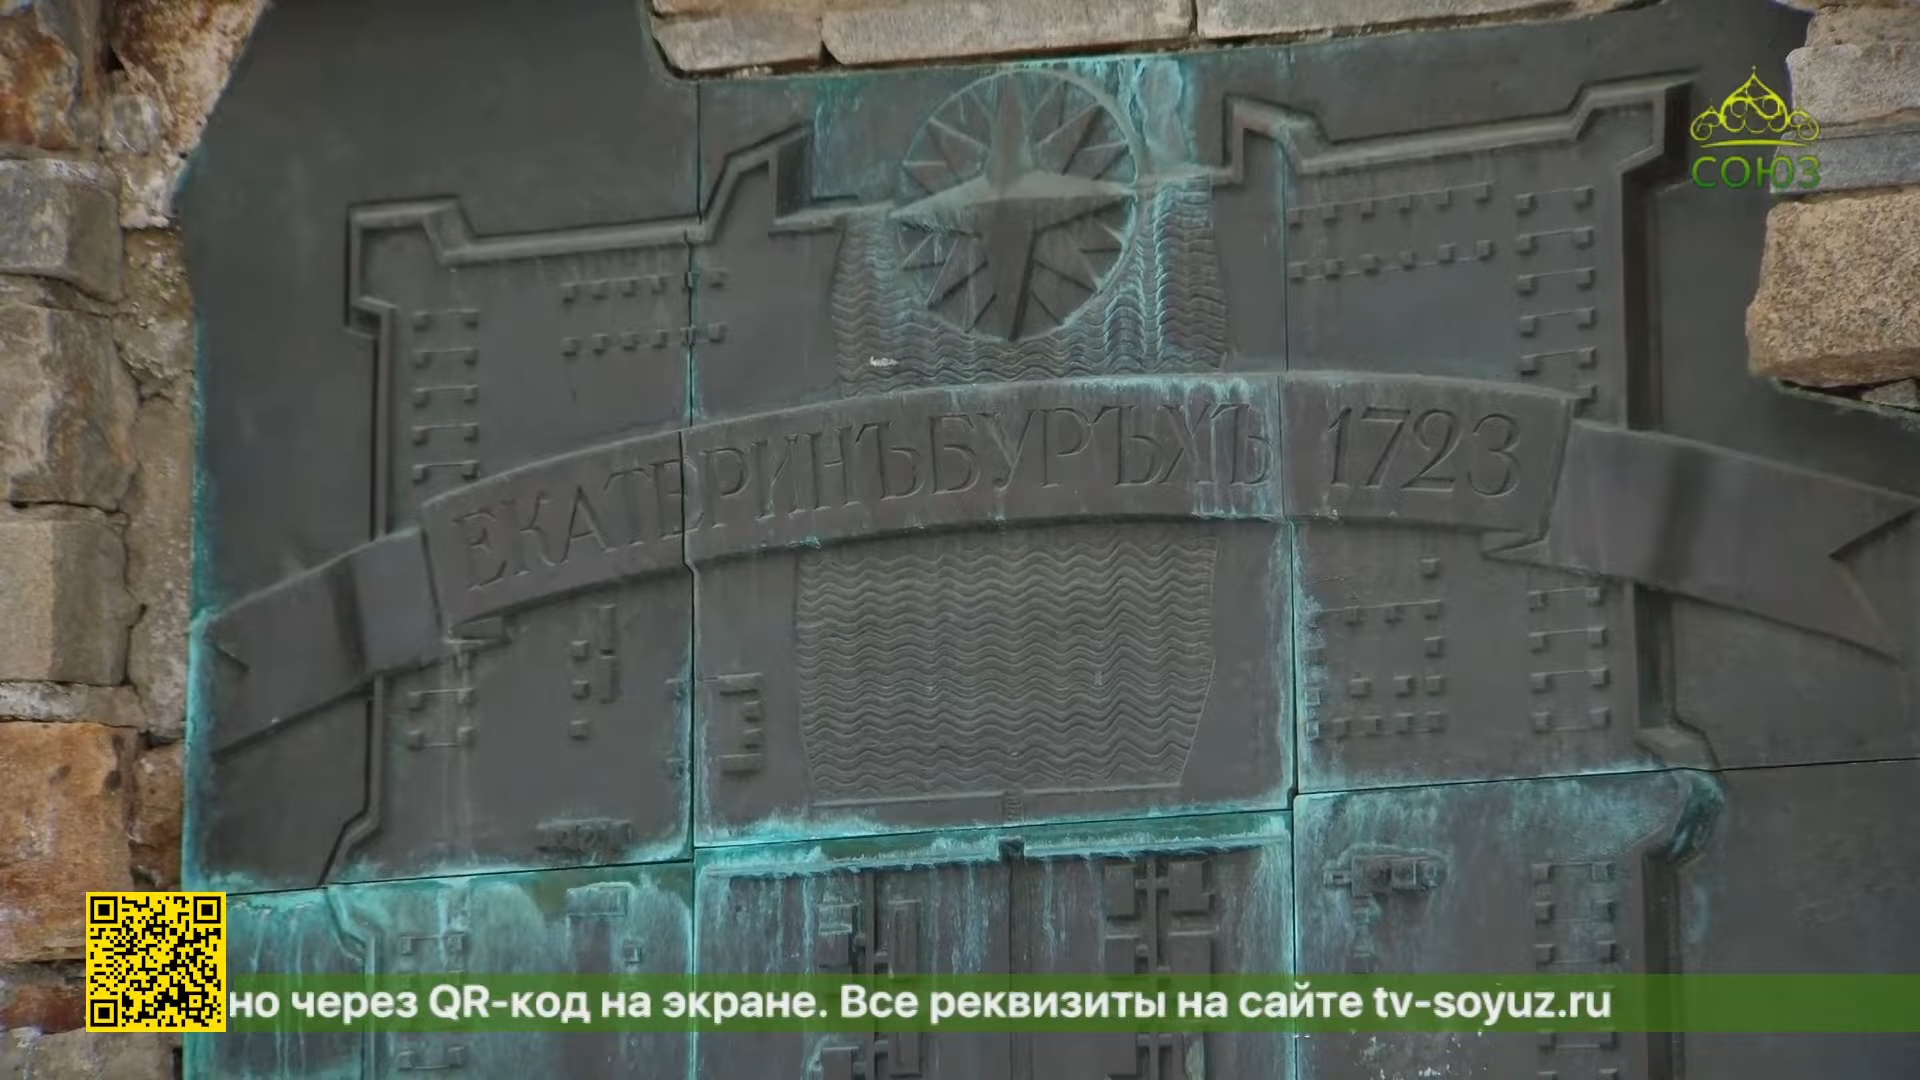 СОЮЗ
ЕКАТЕРИНЪБУРЪХЪ 1723
но через QR-код на экране. Все реквизиты на сайте tv-soyuz.ru